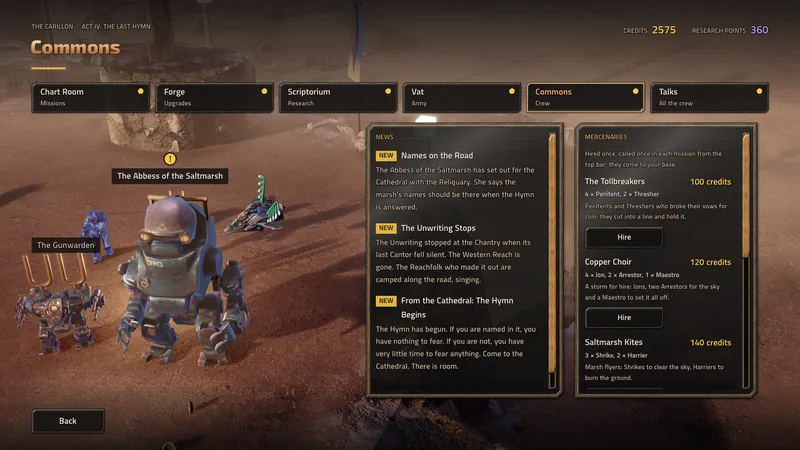 THE CARILLON · ACT IV: THE LAST HYMN
Commons
CREDITS 2575 RESEARCH POINTS 360
Chart Room
Missions
Forge
Upgrades
Scriptorium
Research
Vat
Army
Commons
Crew
Talks
All the crew
!
The Abbess of the Saltmarsh
The Gunwarden
NEWS
NEW Names on the Road
The Abbess of the Saltmarsh has set out for the
Cathedral with the Reliquary. She says the
marsh's names should be there when the Hymn
is answered.
NEW The Unwriting Stops
The Unwriting stopped at the Chantry when its
last Cantor fell silent. The Western Reach is
gone. The Reachfolk who made it out are
camped along the road, singing.
NEW From the Cathedral: The Hymn
Begins
The Hymn has begun. If you are named in it, you
have nothing to fear. If you are not, you have
very little time to fear anything. Come to the
Cathedral. There is room.
MERCENARIES
Hired once, called once in each mission from the
top bar; they come to your base.
The Tollbreakers 100 credits
4 × Penitent, 2 × Thresher
Penitents and Threshers who broke their vows for
coin: they cut into a line and hold it.
Hire
Copper Choir 120 credits
4 × Ion, 2 × Arrestor, 1 × Maestro
A storm for hire: Ions, two Arrestors for the sky
and a Maestro to set it all off.
Hire
Saltmarsh Kites 140 credits
3 × Shrike, 2 × Harrier
Marsh flyers: Shrikes to clear the sky, Harriers to
burn the ground.
Back